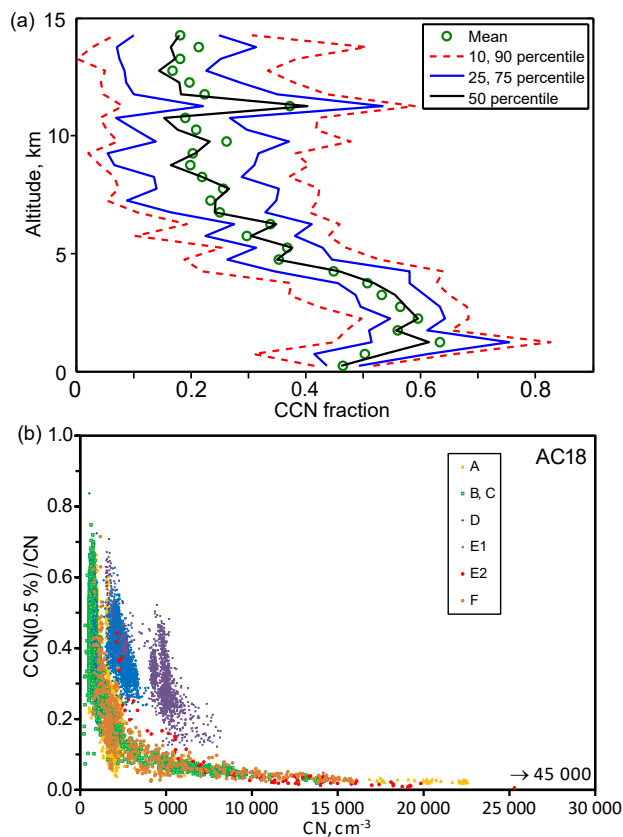 (a)
15
10
5
0
Altitude, km
0
0.2
0.4
0.6
0.8
CCN fraction
Mean
10, 90 percentile
25, 75 percentile
50 percentile
(b)
AC18
1.0
0.8
0.6
0.4
0.2
0.0
CCN(0.5 %) /CN
A
B, C
D
E1
E2
F
→ 45 000
0
5 000
10 000
15 000
20 000
25 000
30 000
CN, cm-3